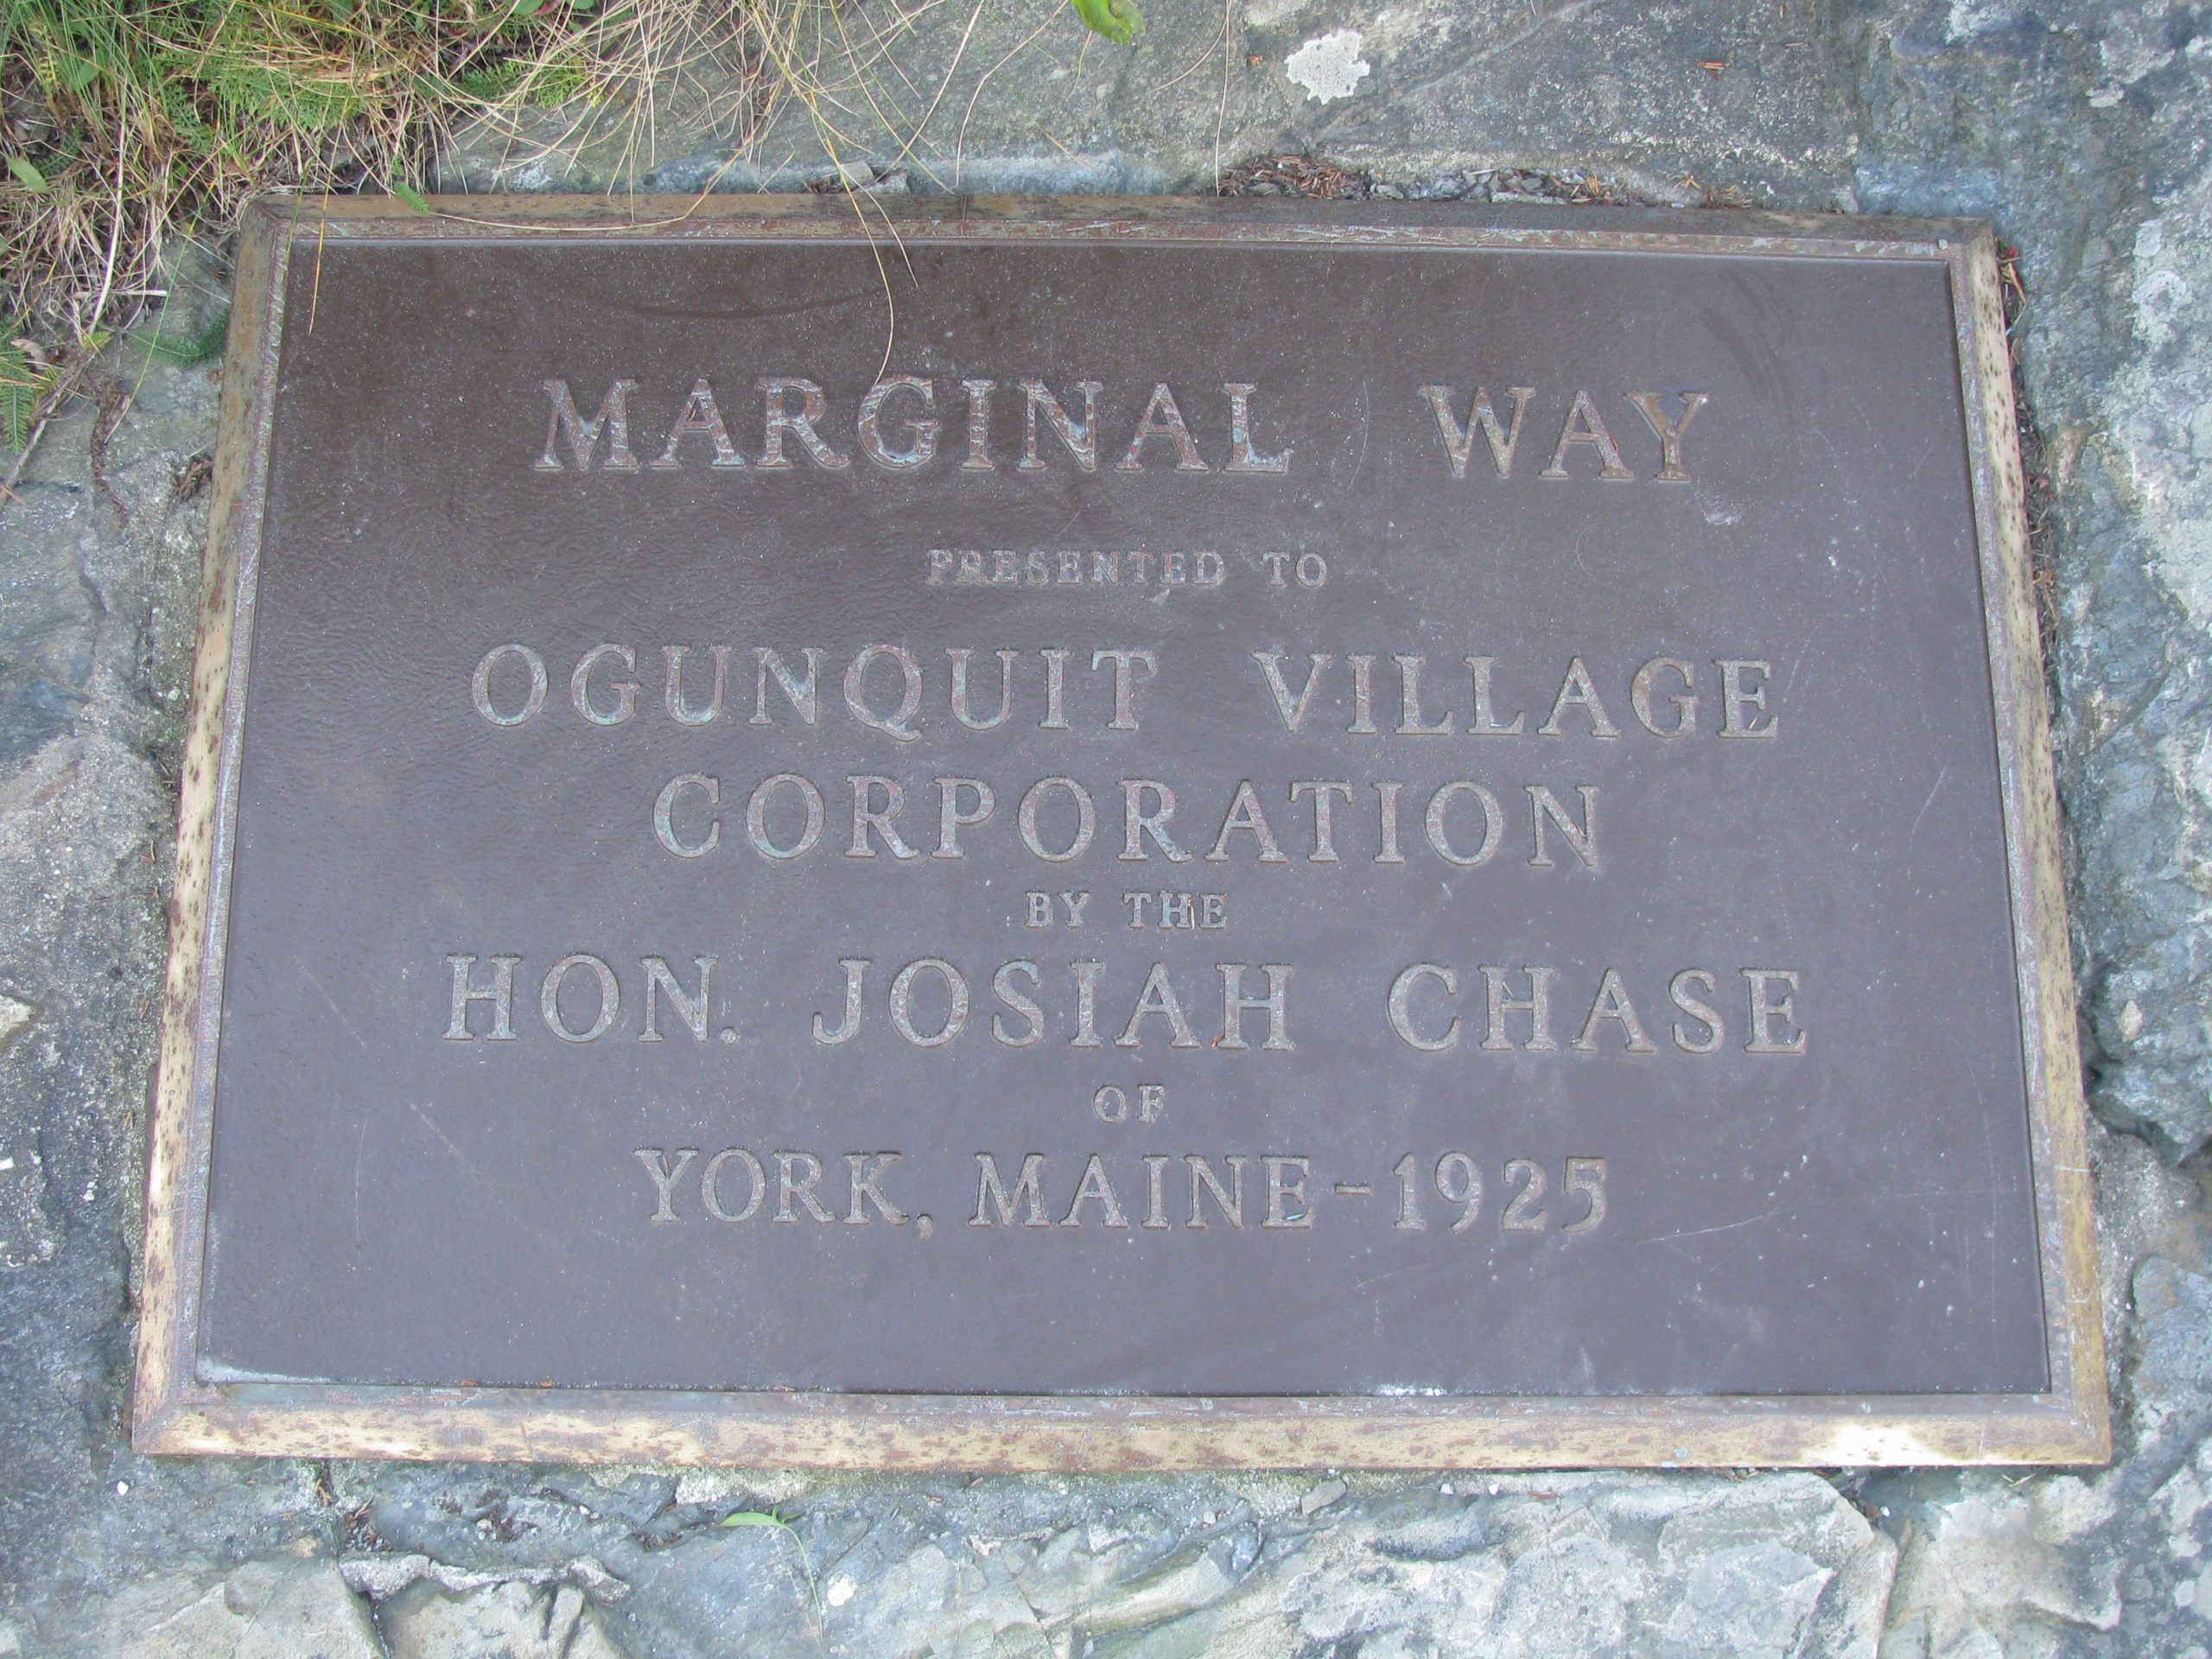 MARGINAL WAY
PRESENTED TO
OGUNQUIT VILLAGE
CORPORATION
BY THE
HON. JOSIAH CHASE
OF
YORK, MAINE-1925